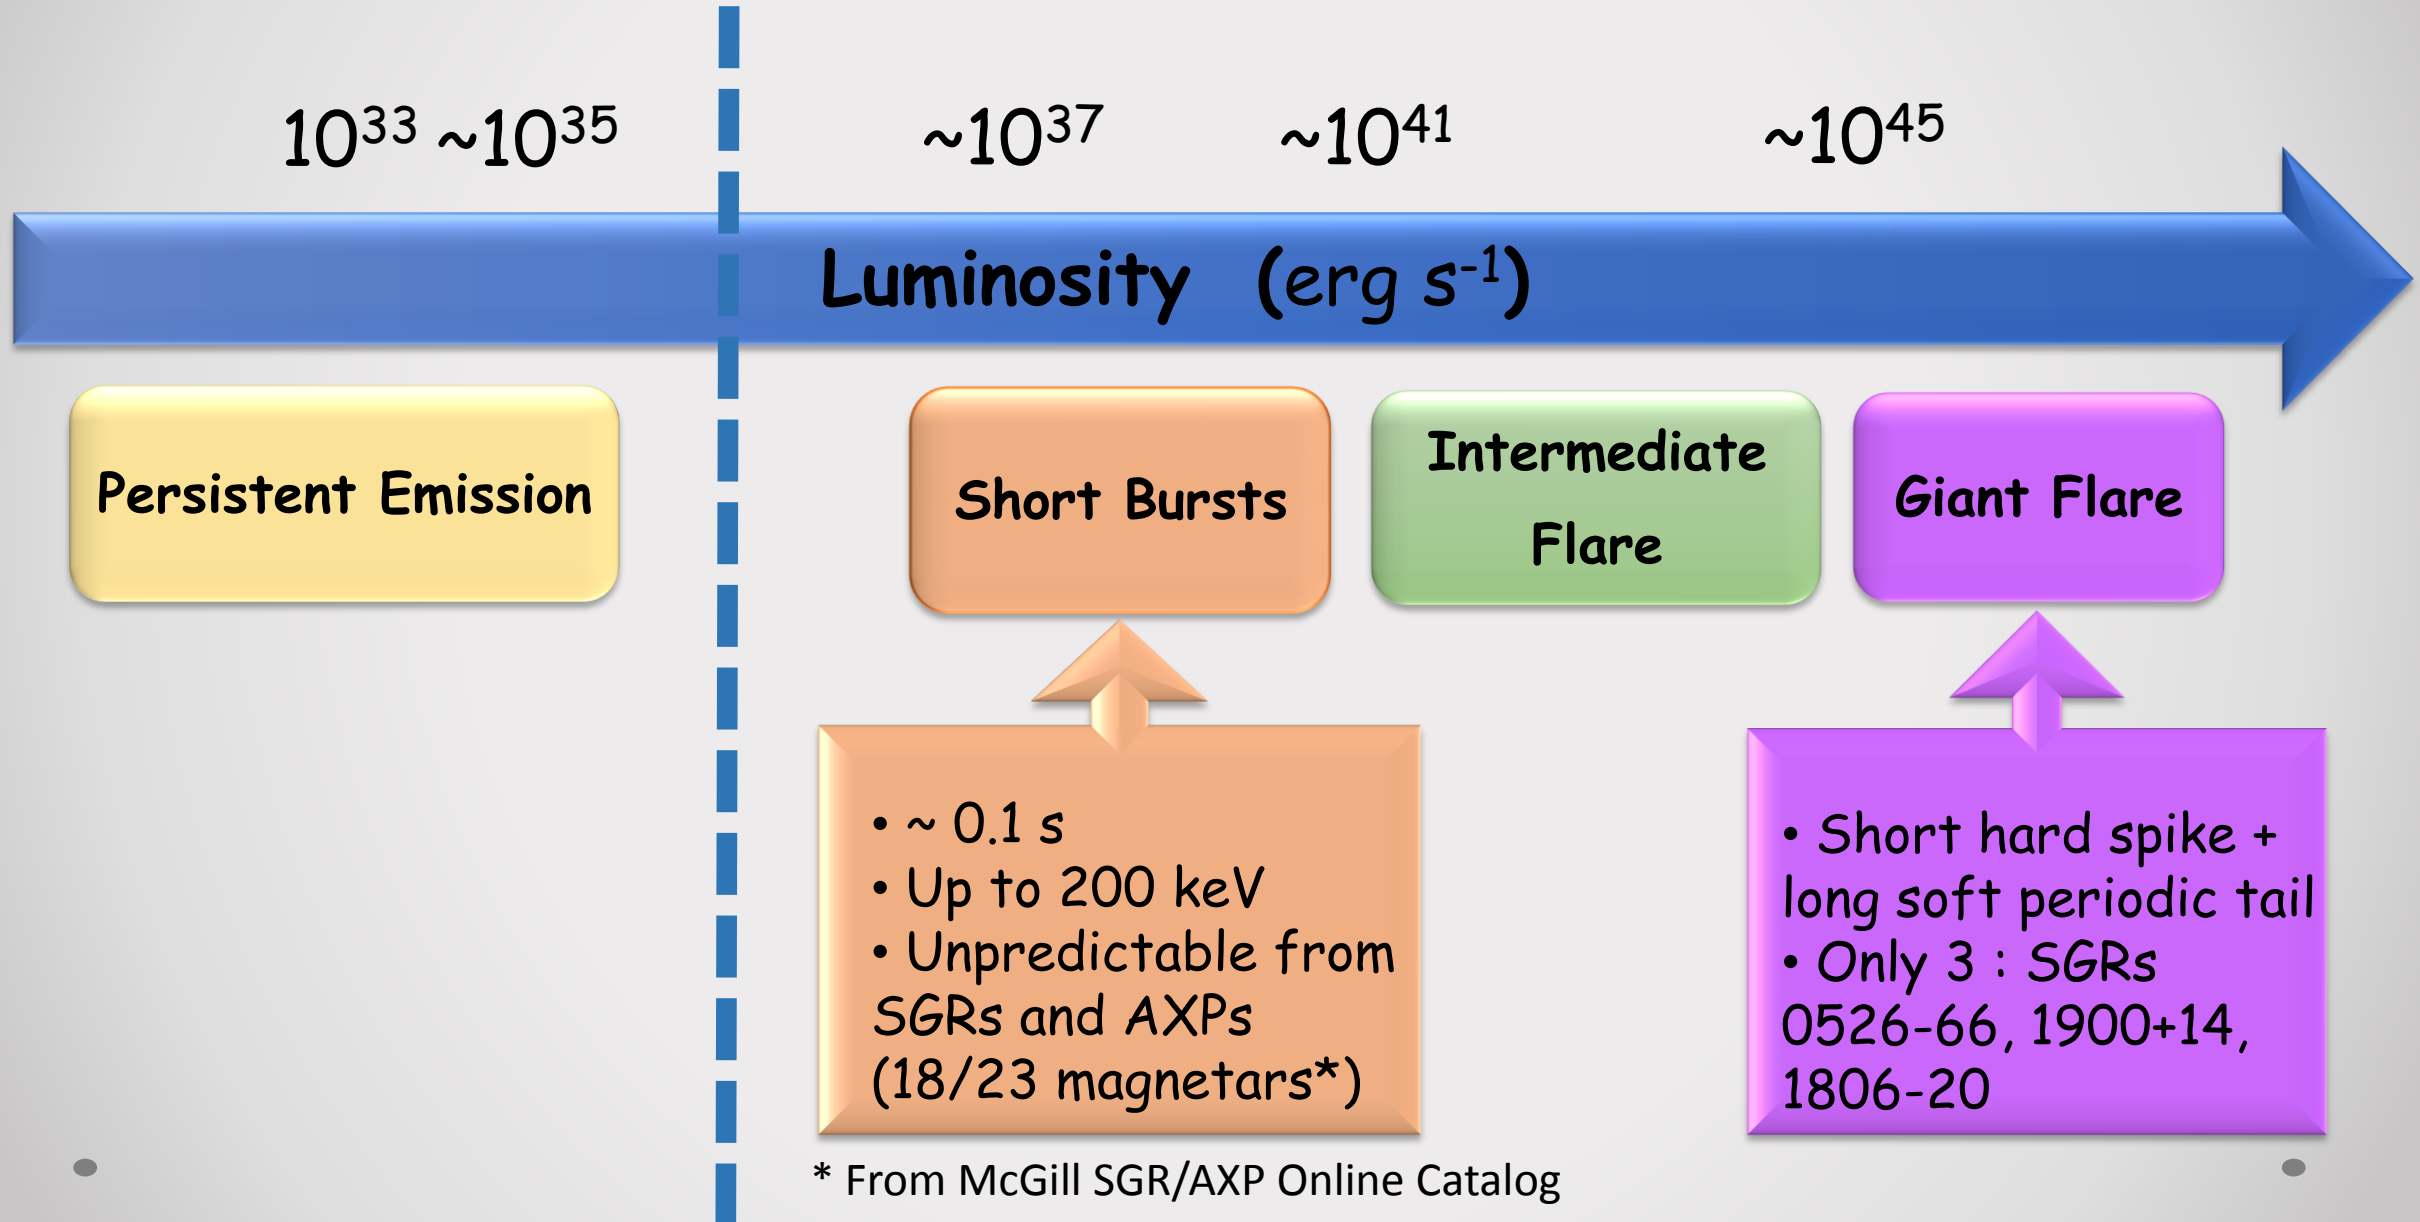 10³³ ~10³⁵ ~10³⁷ ~10⁴¹ ~10⁴⁵
Luminosity (erg s⁻¹)
Persistent Emission
Short Bursts
Intermediate
Flare
Giant Flare
• ~ 0.1 s
• Up to 200 keV
• Unpredictable from
SGRs and AXPs
(18/23 magnetars*)
• Short hard spike +
long soft periodic tail
• Only 3 : SGRs
0526-66, 1900+14,
1806-20
* From McGill SGR/AXP Online Catalog